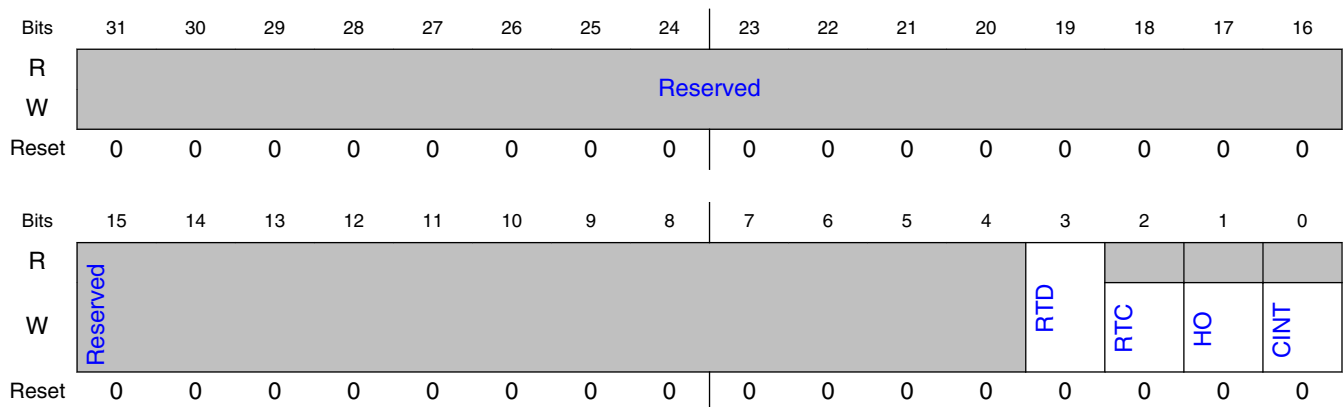 Bits 31 30 29 28 27 26 25 24 23 22 21 20 19 18 17 16
R
Reserved
W
Reset 0 0 0 0 0 0 0 0 0 0 0 0 0 0 0 0
Bits 15 14 13 12 11 10 9 8 7 6 5 4 3 2 1 0
R
W Reserved RTD RTC HO CINT
Reset 0 0 0 0 0 0 0 0 0 0 0 0 0 0 0 0